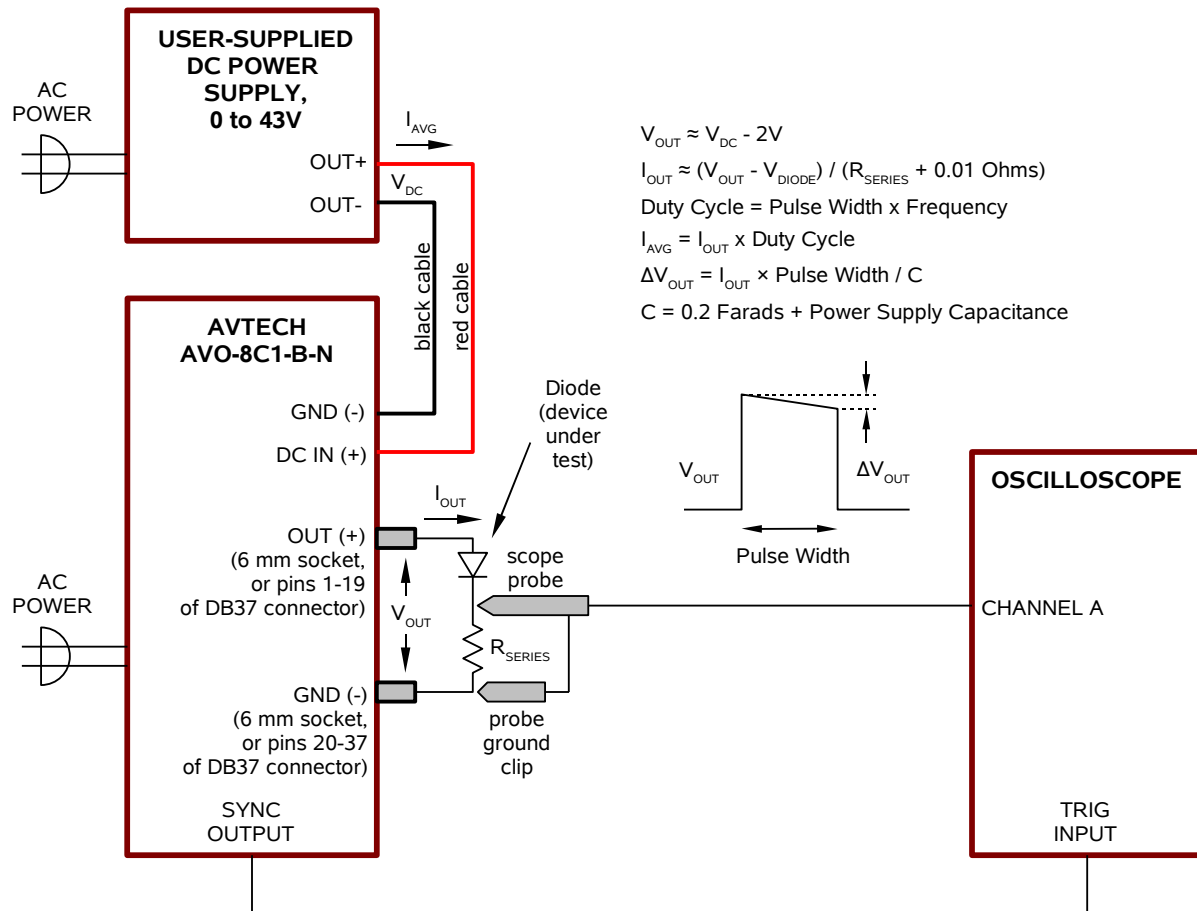 USER-SUPPLIED
DC POWER
SUPPLY,
0 to 43V
AC
POWER
OUT+
OUT-
I_AVG
V_DC
black cable
red cable
V_OUT ≈ V_DC - 2V
I_OUT ≈ (V_OUT - V_DIODE) / (R_SERIES + 0.01 Ohms)
Duty Cycle = Pulse Width x Frequency
I_AVG = I_OUT x Duty Cycle
ΔV_OUT = I_OUT × Pulse Width / C
C = 0.2 Farads + Power Supply Capacitance
AVTECH
AVO-8C1-B-N
GND (-)
DC IN (+)
OUT (+)
(6 mm socket,
or pins 1-19
of DB37 connector)
AC
POWER
GND (-)
(6 mm socket,
or pins 20-37
of DB37 connector)
SYNC
OUTPUT
I_OUT
V_OUT
Diode
(device
under
test)
scope
probe
R_SERIES
probe
ground
clip
V_OUT
ΔV_OUT
Pulse Width
OSCILLOSCOPE
CHANNEL A
TRIG
INPUT